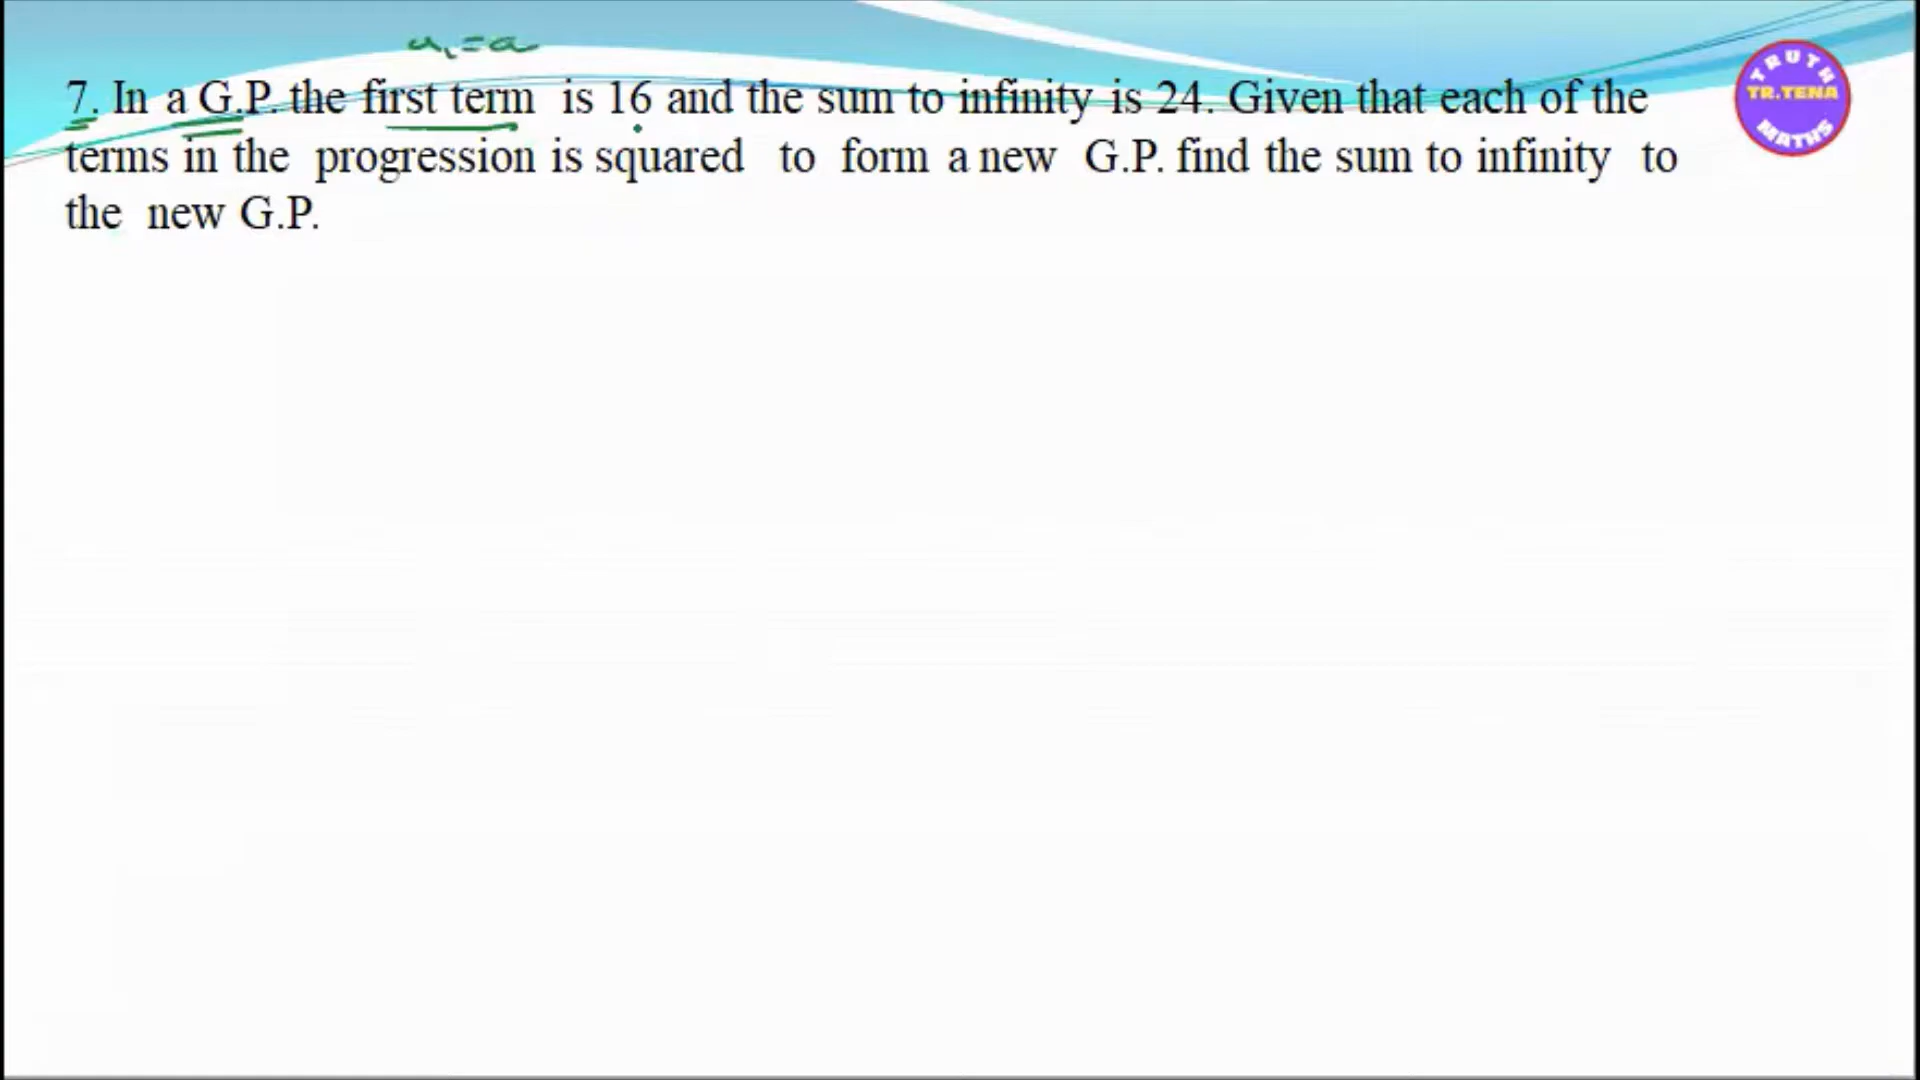 u₁=a
7. In a G.P. the first term is 16 and the sum to infinity is 24. Given that each of the
terms in the progression is squared to form a new G.P. find the sum to infinity to
the new G.P.
TRUTH
TR.TENA
MATHS